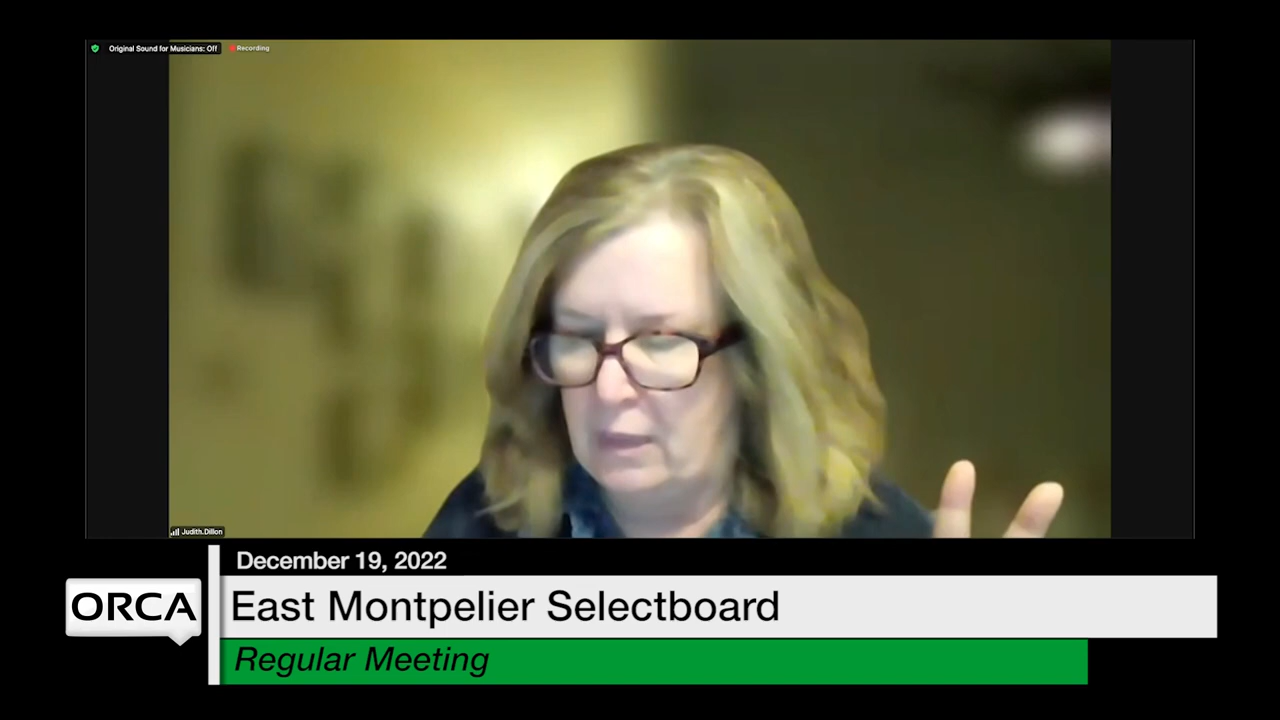 Original Sound for Musicians: Off
Recording
Judith.Dillon
December 19, 2022
ORCA
East Montpelier Selectboard
Regular Meeting